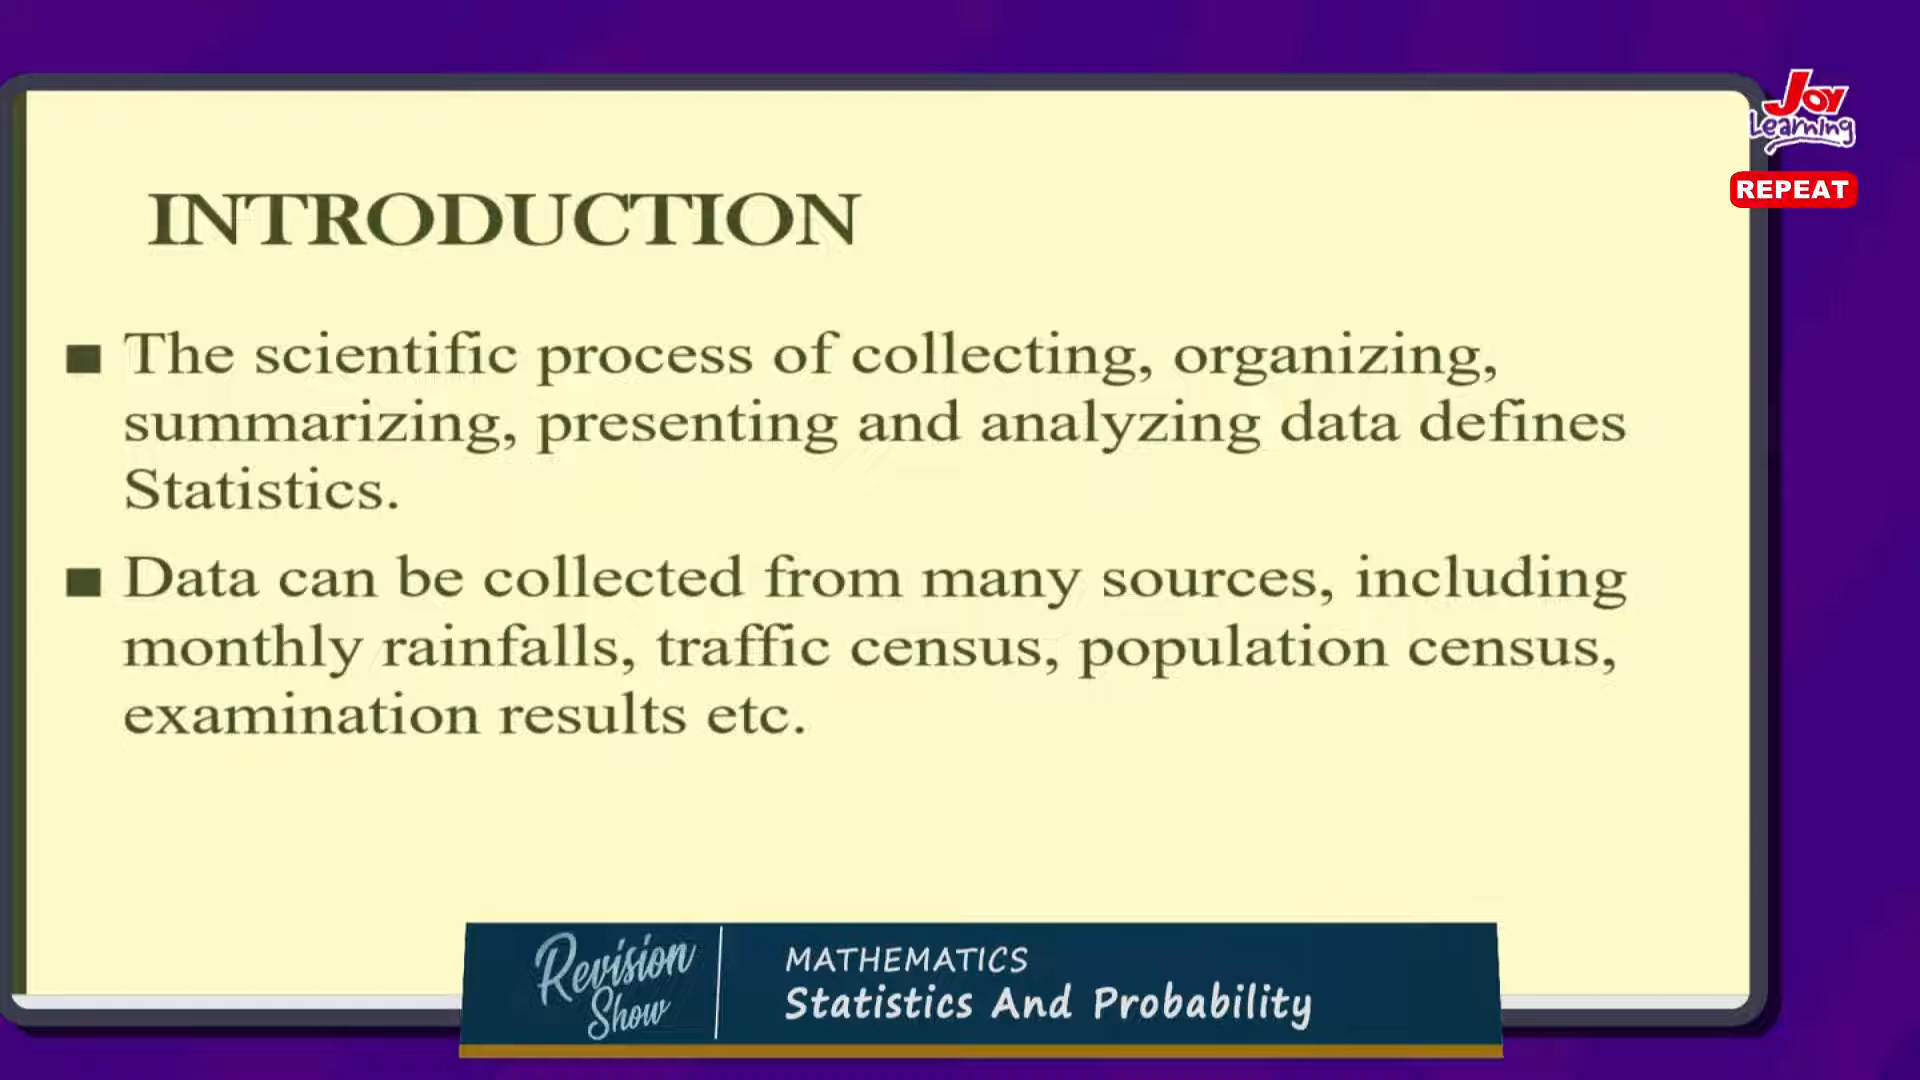 Joy
Learning
REPEAT
INTRODUCTION
■ The scientific process of collecting, organizing,
summarizing, presenting and analyzing data defines
Statistics.
■ Data can be collected from many sources, including
monthly rainfalls, traffic census, population census,
examination results etc.
Revision
Show
MATHEMATICS
Statistics And Probability